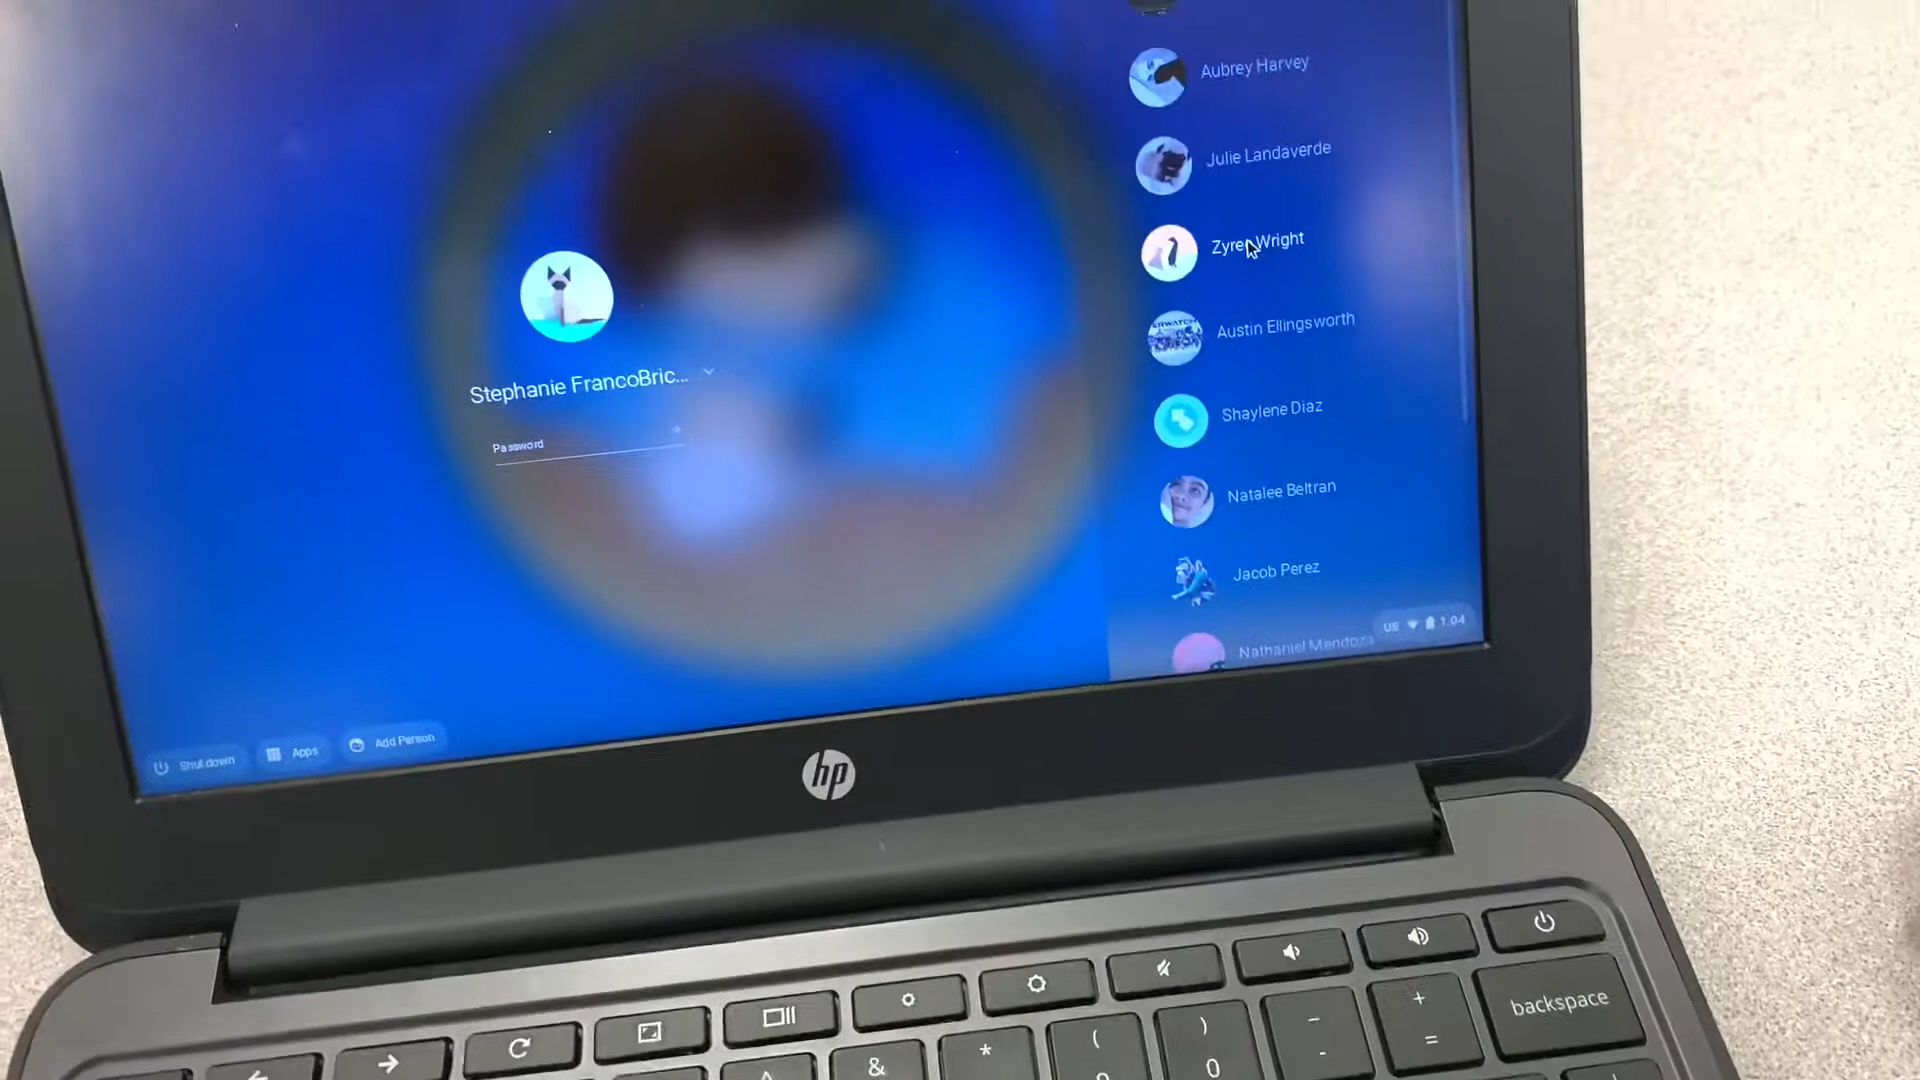 Aubrey Harvey
Julie Landaverde
Wright
Austin Ellingsworth
Shaylene Diaz
Natalee Beltran
Jacob Perez
Nathaniel Mendoza
US 1:04
Stephanie FrancoBric...
Password
Shut down Apps Add Person
hp
backspace
& * ( ) 0 - - + =